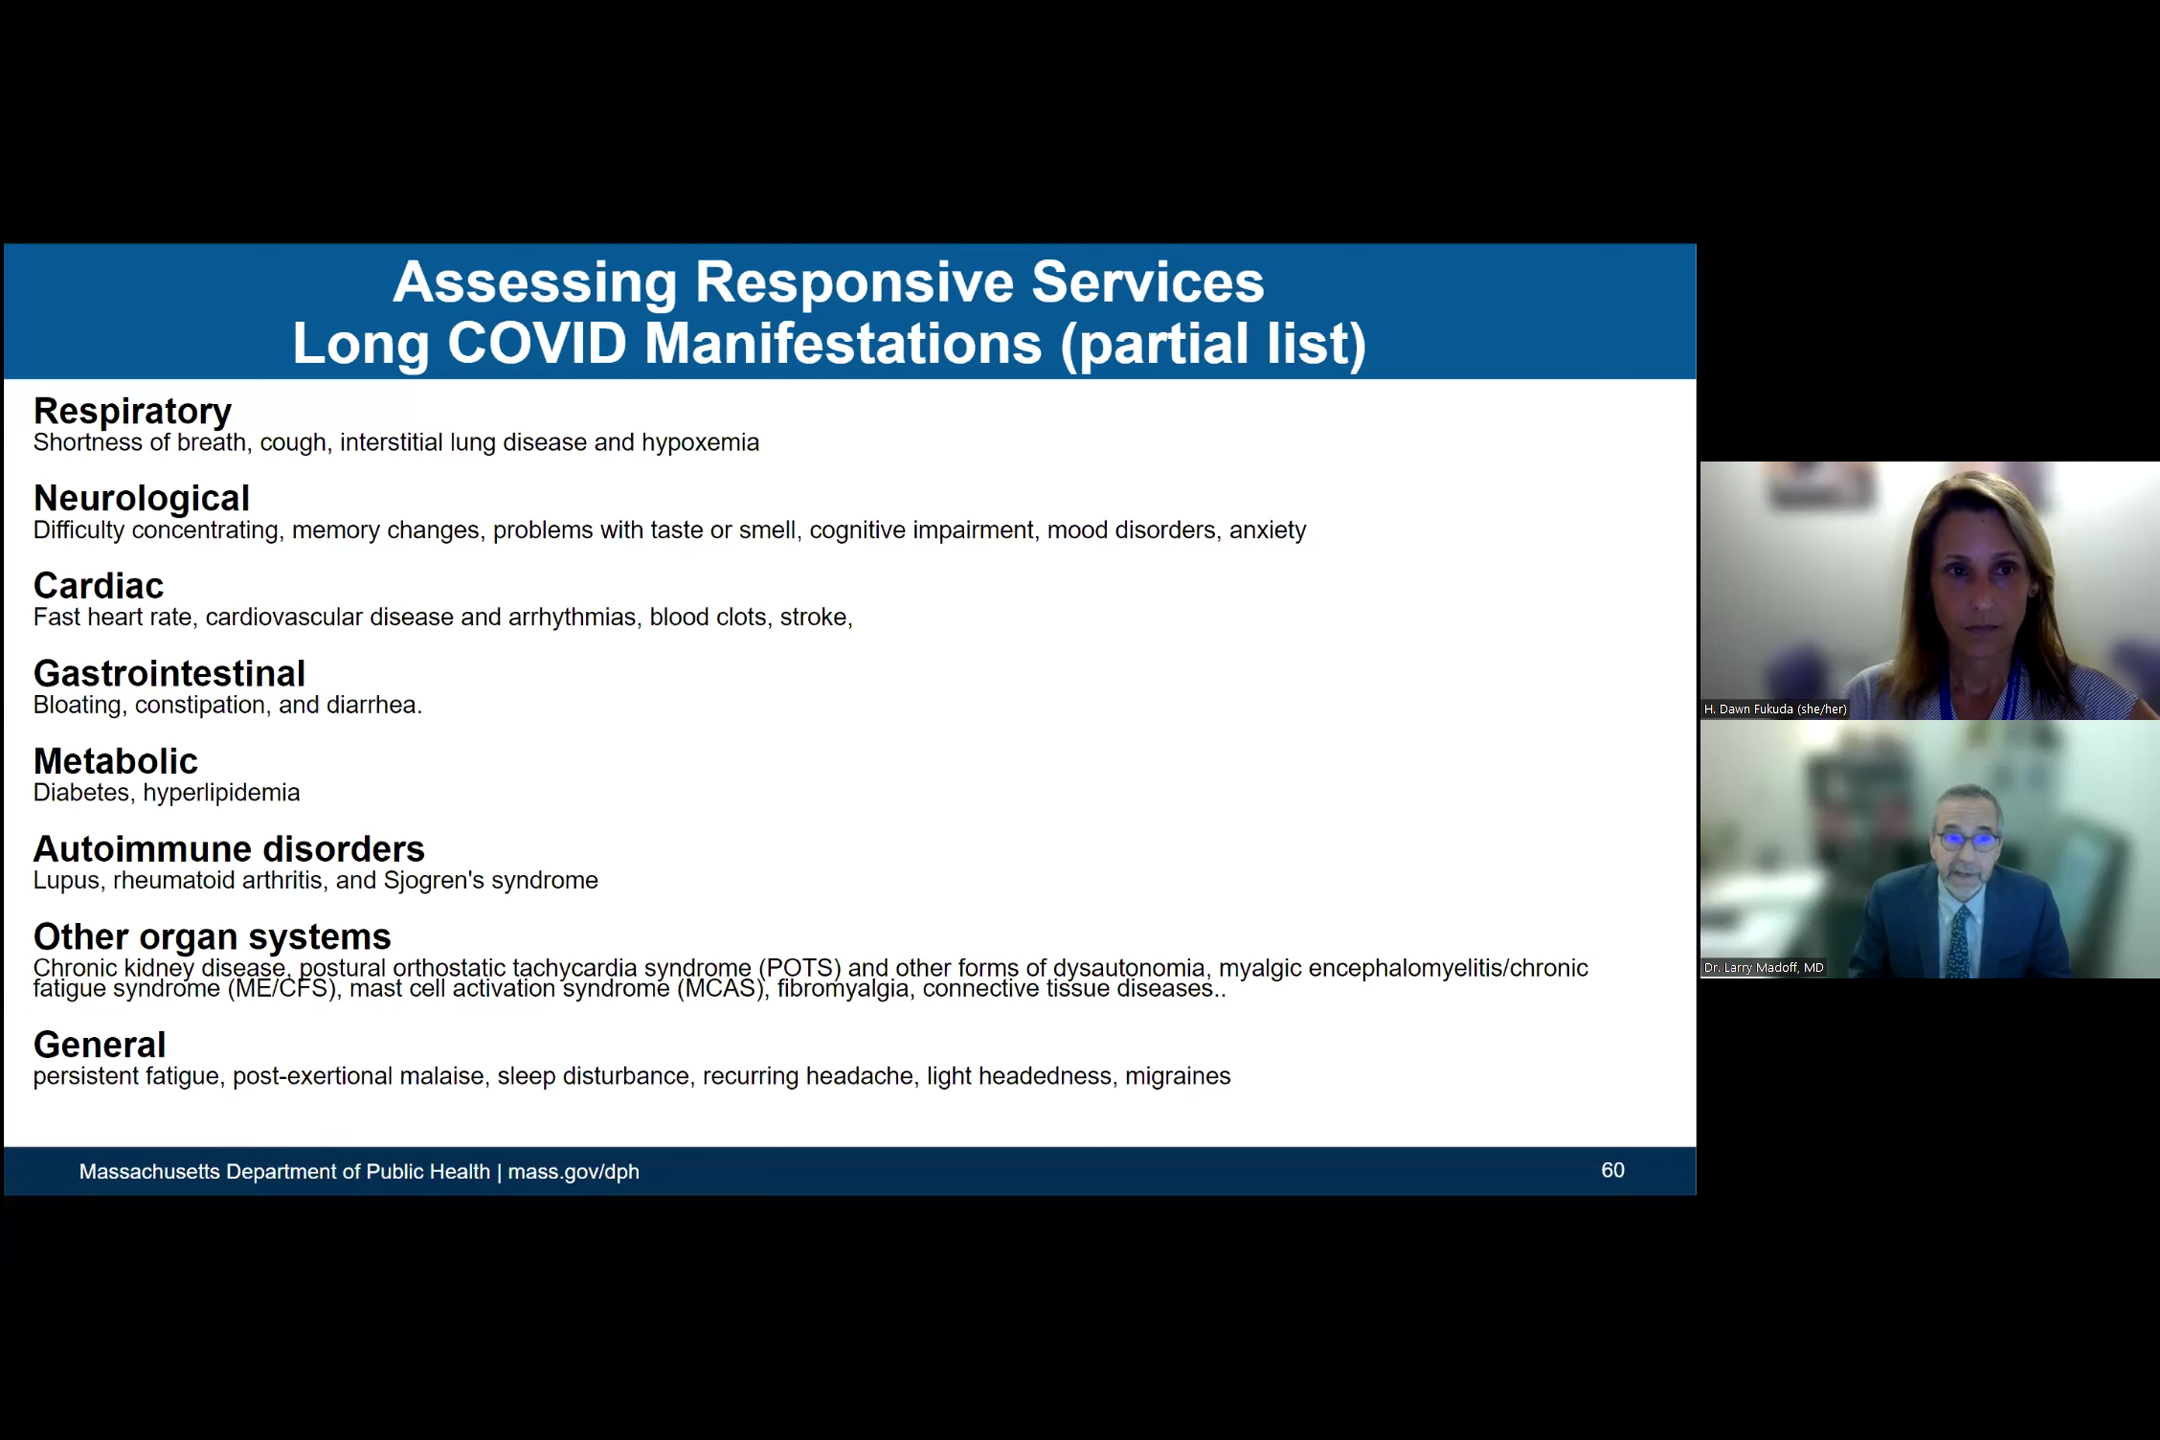 Assessing Responsive Services
Long COVID Manifestations (partial list)
Respiratory
Shortness of breath, cough, interstitial lung disease and hypoxemia
Neurological
Difficulty concentrating, memory changes, problems with taste or smell, cognitive impairment, mood disorders, anxiety
Cardiac
Fast heart rate, cardiovascular disease and arrhythmias, blood clots, stroke,
Gastrointestinal
Bloating, constipation, and diarrhea.
Metabolic
Diabetes, hyperlipidemia
Autoimmune disorders
Lupus, rheumatoid arthritis, and Sjogren's syndrome
Other organ systems
Chronic kidney disease, postural orthostatic tachycardia syndrome (POTS) and other forms of dysautonomia, myalgic encephalomyelitis/chronic
fatigue syndrome (ME/CFS), mast cell activation syndrome (MCAS), fibromyalgia, connective tissue diseases..
General
persistent fatigue, post-exertional malaise, sleep disturbance, recurring headache, light headedness, migraines
Massachusetts Department of Public Health | mass.gov/dph
60
H. Dawn Fukuda (she/her)
Dr. Larry Madoff, MD